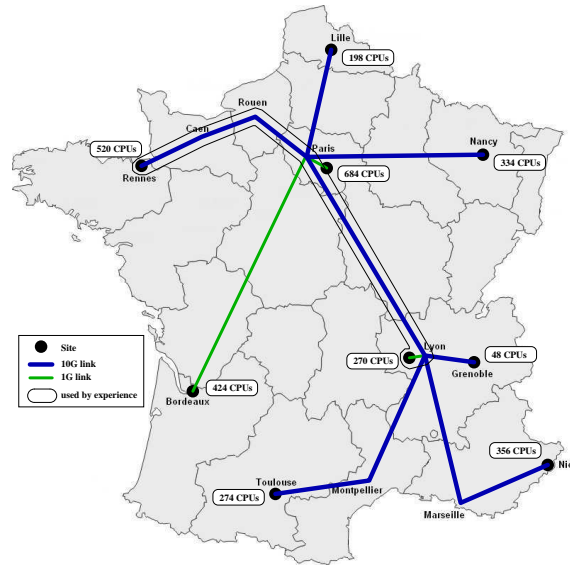 Lille
198 CPUs
Rouen
Caen
Paris
Nancy
520 CPUs
334 CPUs
Rennes
684 CPUs
Lyon
Site
10G link
1G link
used by experience
270 CPUs
48 CPUs
Grenoble
424 CPUs
Bordeaux
356 CPUs
Nic
Toulouse
274 CPUs
Montpellier
Marseille